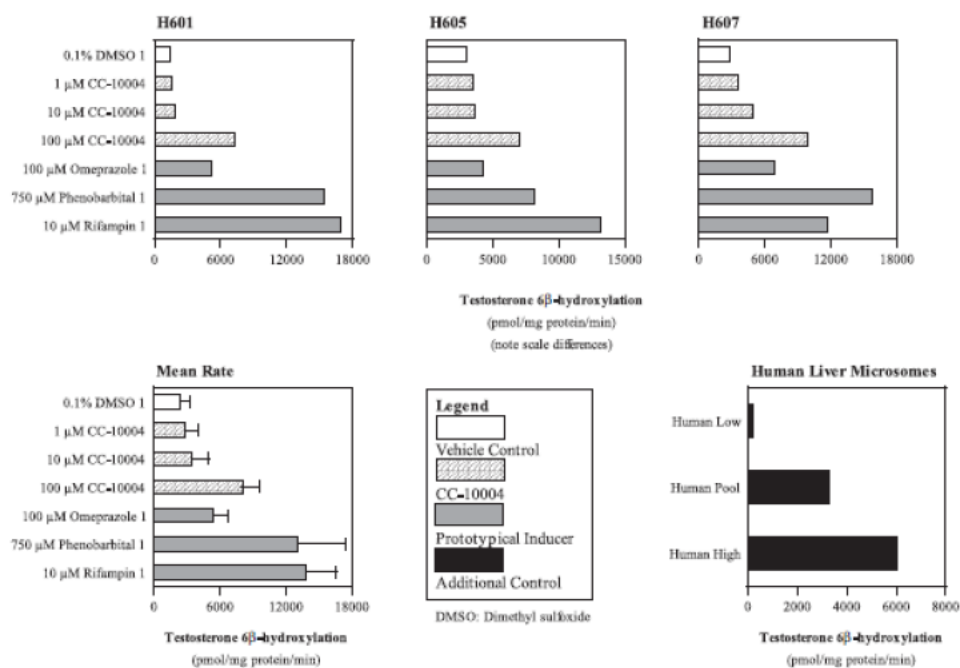 H601
0.1% DMSO 1
1 µM CC-10004
10 µM CC-10004
100 µM CC-10004
100 µM Omeprazole 1
750 µM Phenobarbital 1
10 µM Rifampin 1
0 6000 12000 18000
H605
0 5000 10000 15000
H607
0 6000 12000 18000
Testosterone 6β-hydroxylation
(pmol/mg protein/min)
(note scale differences)
Mean Rate
0.1% DMSO 1
1 µM CC-10004
10 µM CC-10004
100 µM CC-10004
100 µM Omeprazole 1
750 µM Phenobarbital 1
10 µM Rifampin 1
0 6000 12000 18000
Testosterone 6β-hydroxylation
(pmol/mg protein/min)
Legend
Vehicle Control
CC-10004
Prototypical Inducer
Additional Control
DMSO: Dimethyl sulfoxide
Human Liver Microsomes
Human Low
Human Pool
Human High
0 2000 4000 6000 8000
Testosterone 6β-hydroxylation
(pmol/mg protein/min)